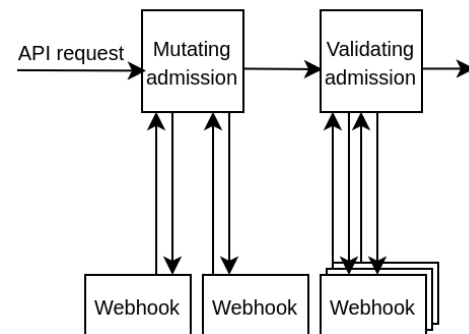 API request
Mutating
admission
Validating
admission
Webhook
Webhook
Webhook